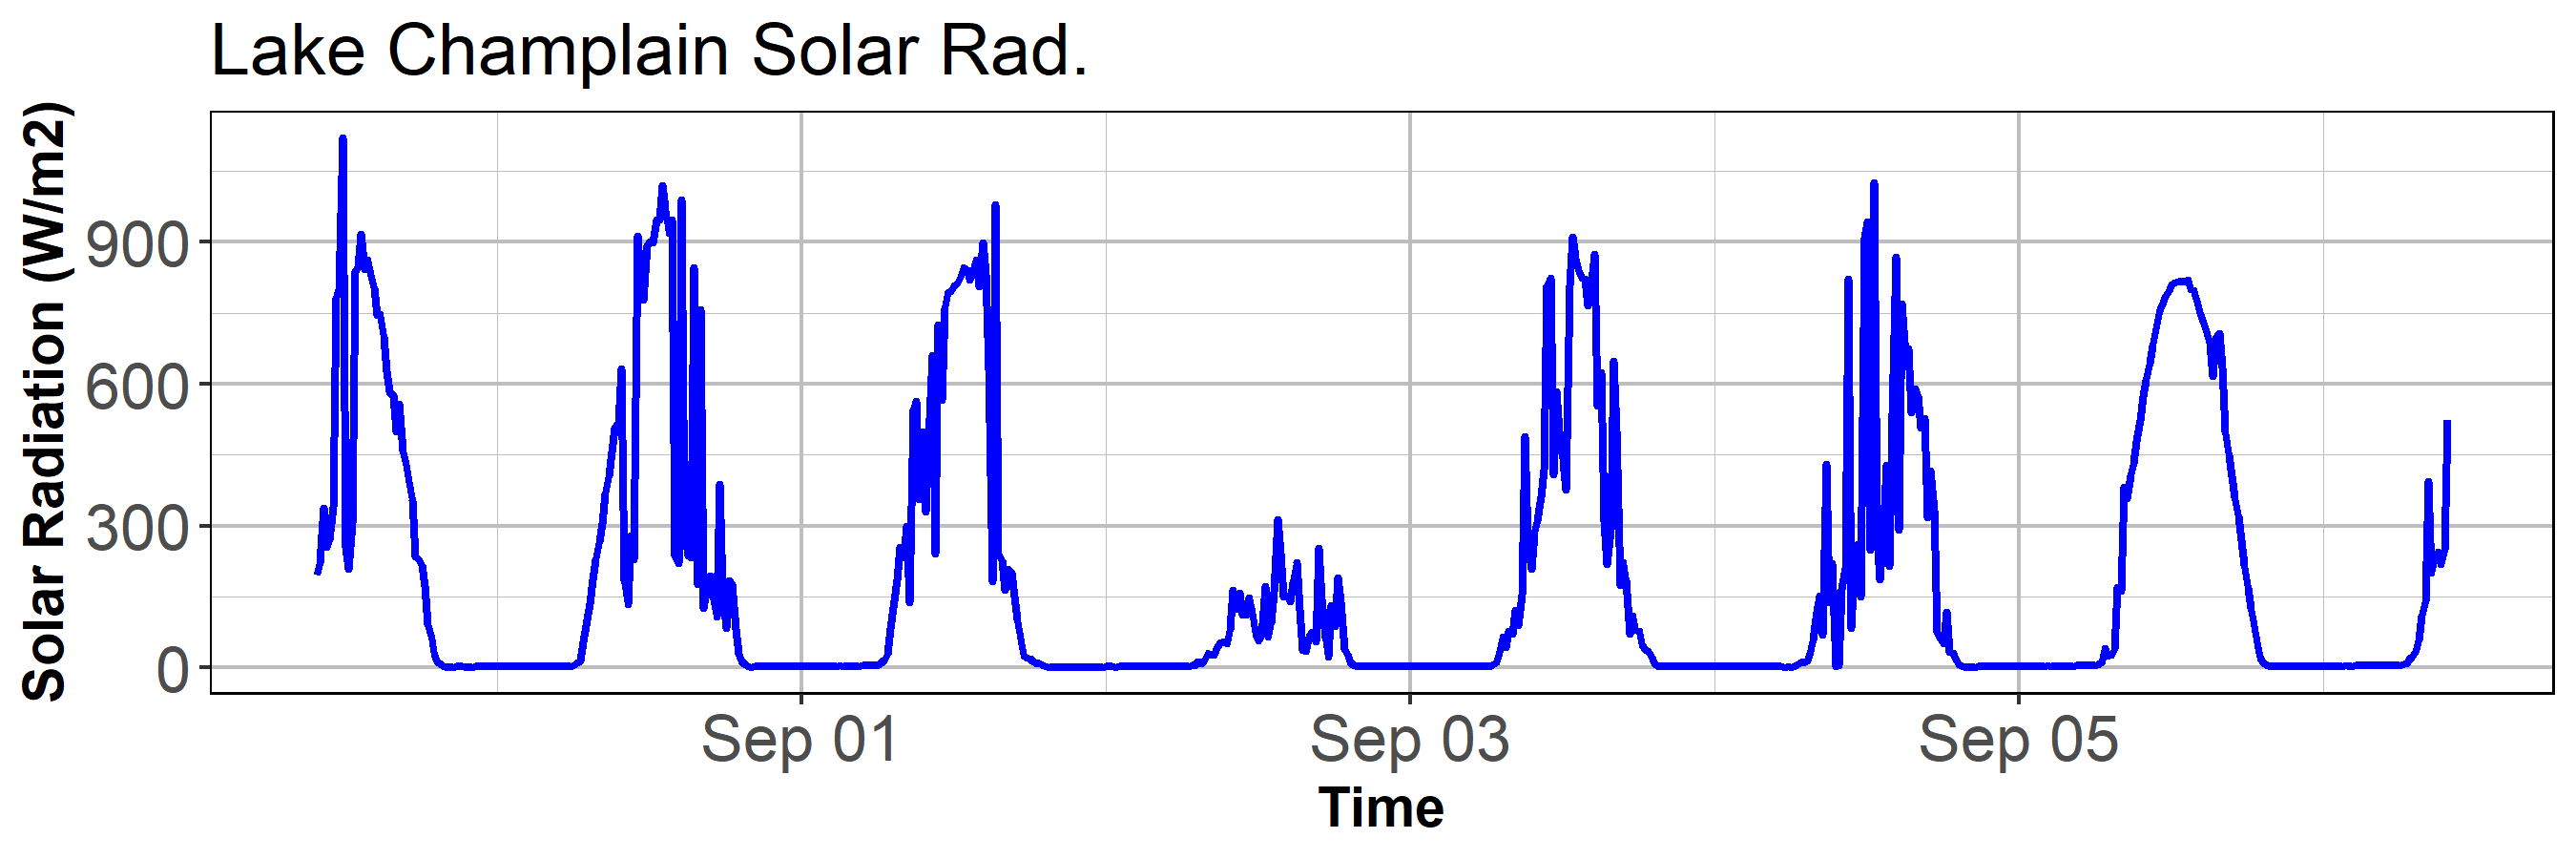 Lake Champlain Solar Rad.
Solar Radiation (W/m2)
900
600
300
0
Sep 01 Sep 03 Sep 05
Time